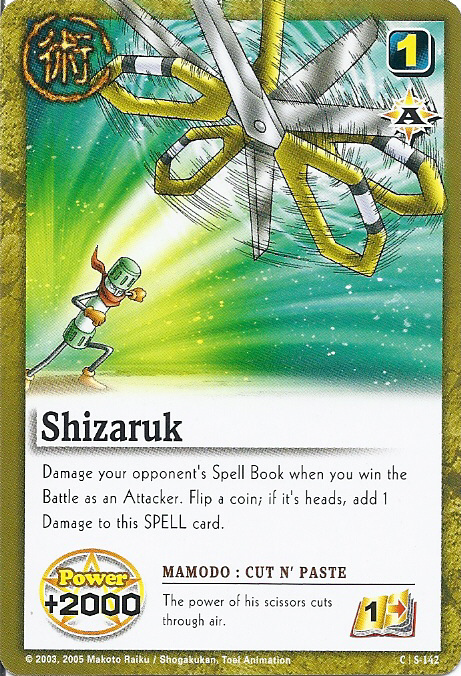 術
1
A
Shizaruk
Damage your opponent's Spell Book when you win the
Battle as an Attacker. Flip a coin; if it's heads, add 1
Damage to this SPELL card.
Power
+2000
MAMODO : CUT N' PASTE
The power of his scissors cuts
through air.
1
© 2003, 2005 Makoto Raiku / Shogakukan, Toei Animation
C | S-142